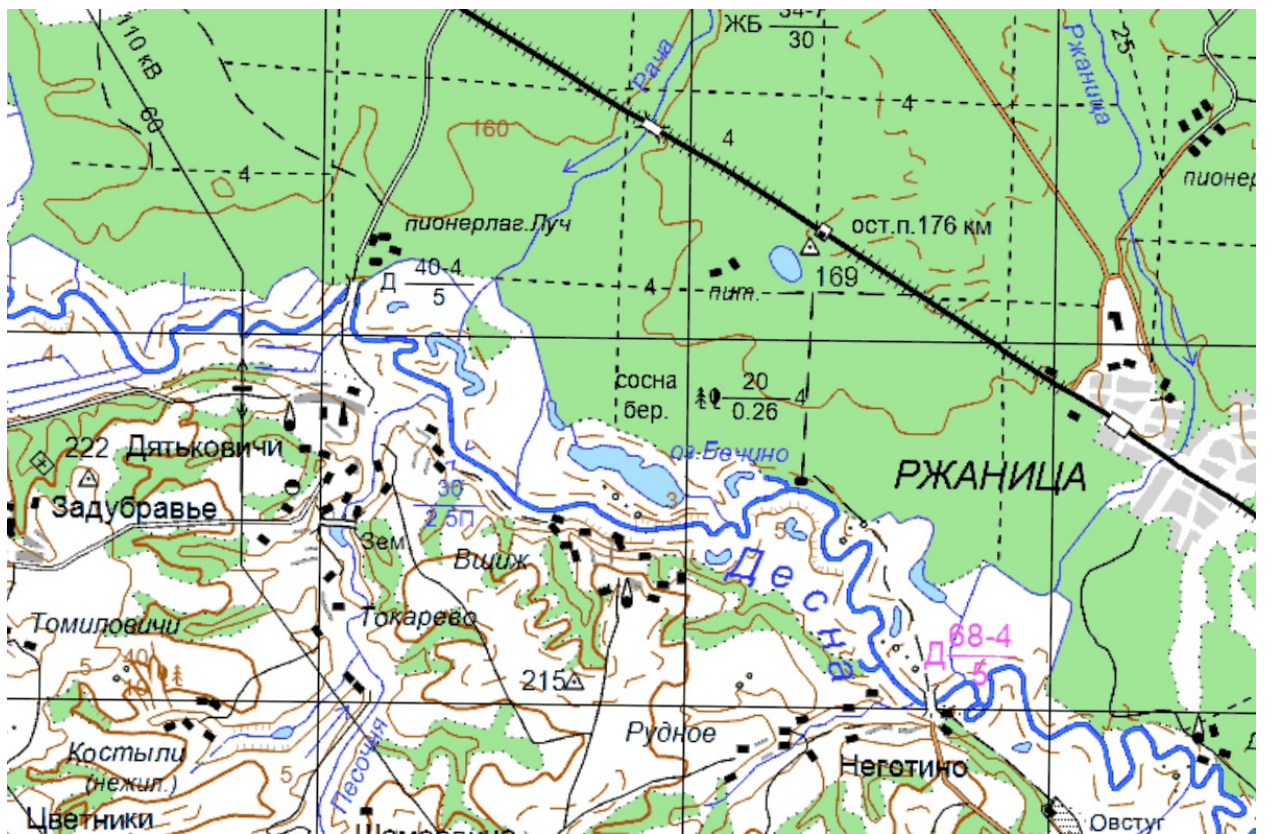 110 кВ
60
Рача
ЖБ
30
Ржаница
25
160
4
4
4
пионер
пионерлаг.Луч
ост.п.176 км
Д 40-4
5
4
пит.
169
4
сосна
бер.
20
0.26
4
222
Дятьковичи
оз.Бечино
РЖАНИЦА
Задубравье
30
2.5П
3
5
Зем.
Вщиж
Десна
Томиловичи
Токарево
5
40
10
215
Д 68-4
5
Песочня
Рудное
Костыли
(нежил.)
5
Неготино
Цветники
Овстуг